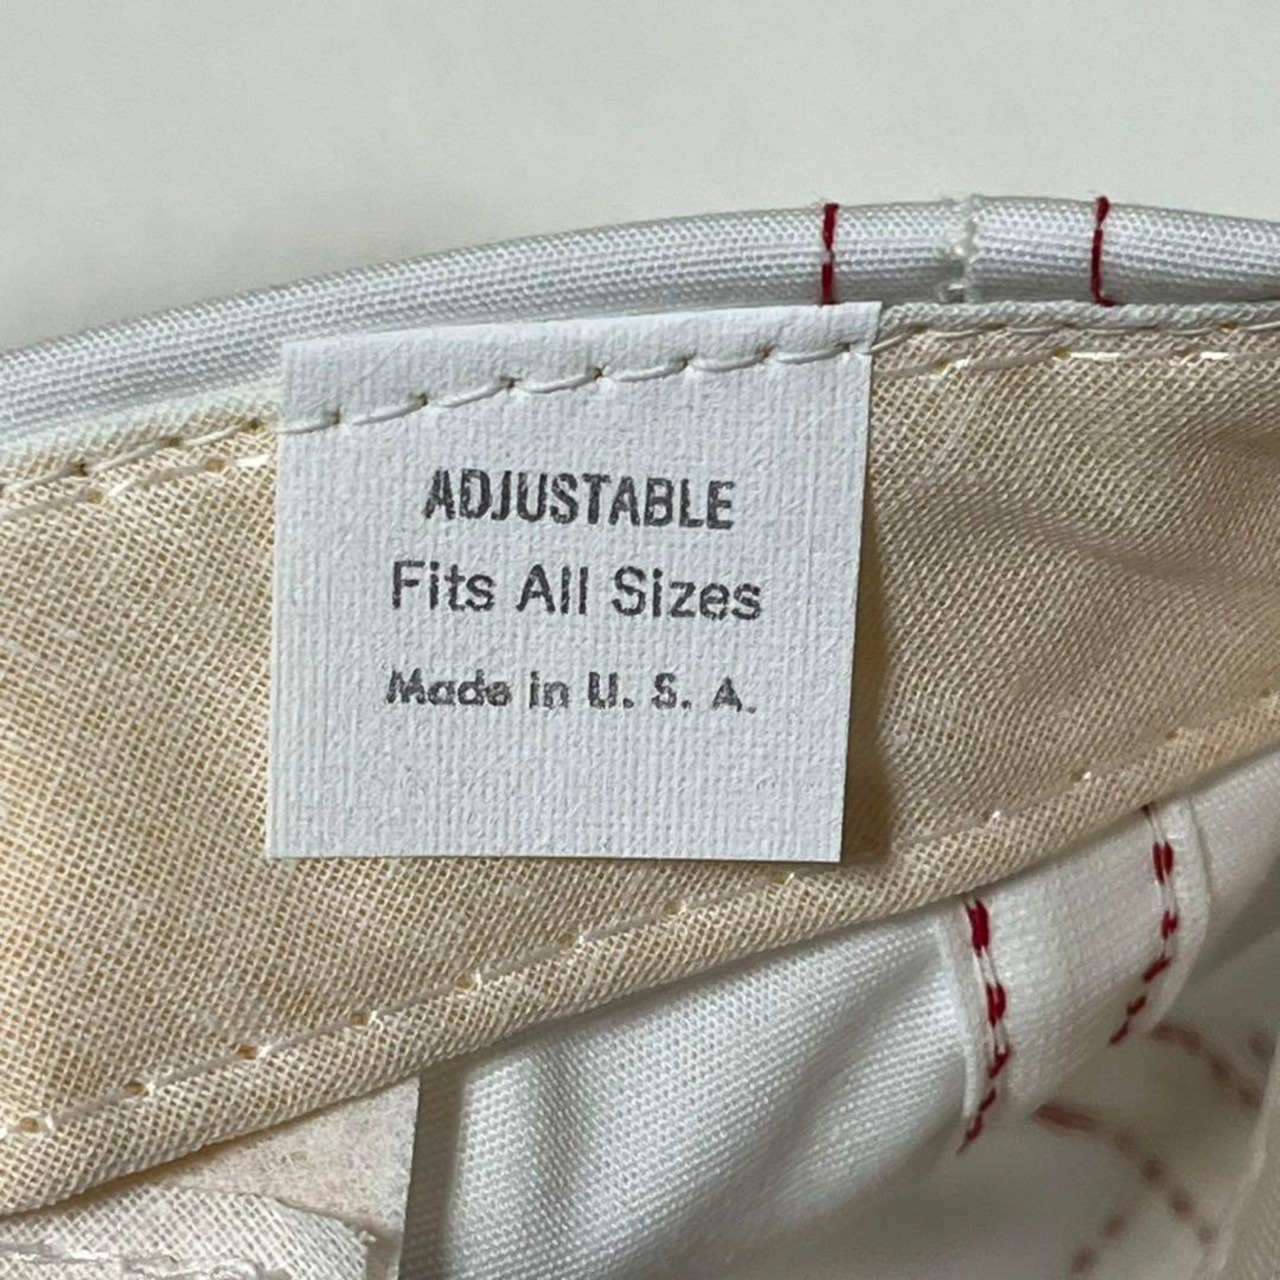 ADJUSTABLE
Fits All Sizes
Made in U. S. A.